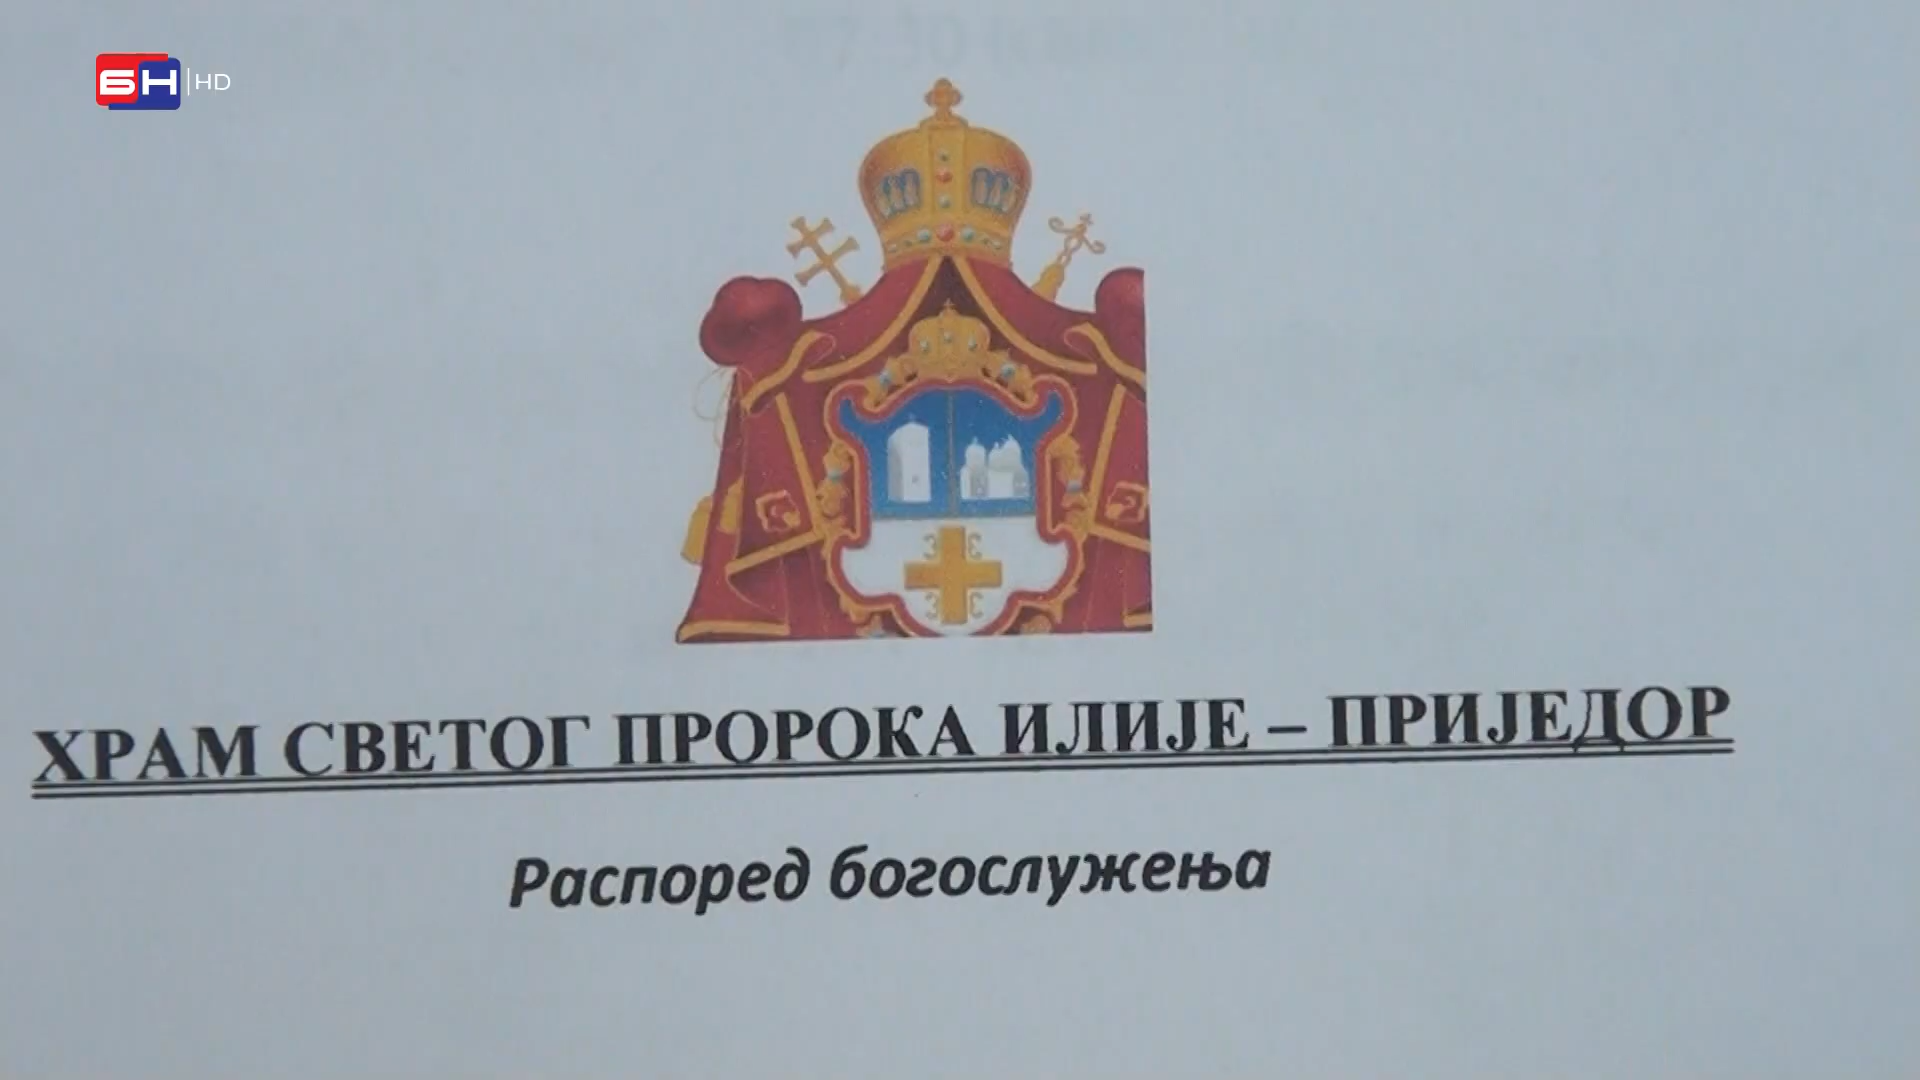 БН HD
ХРАМ СВЕТОГ ПРОРОКА ИЛИЈЕ – ПРИЈЕДОР
Распоред богослужења